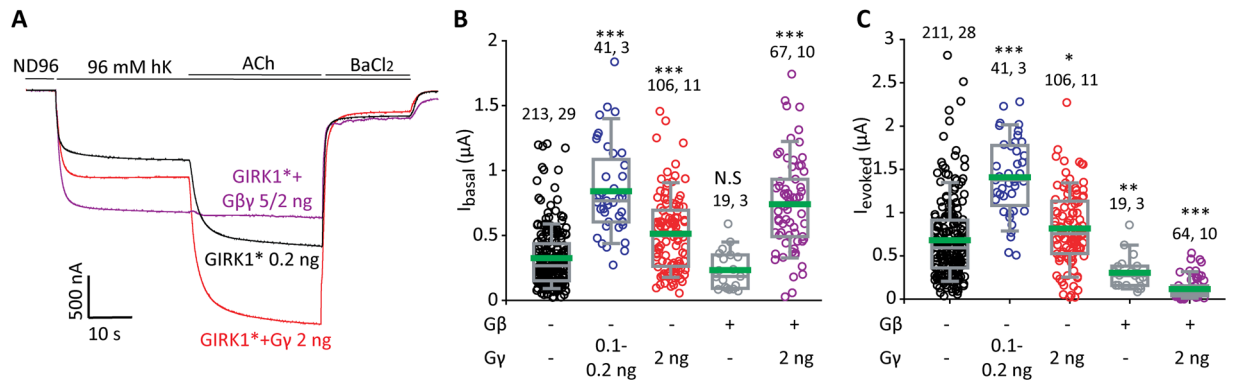 A
ND96 96 mM hK ACh BaCl2
GIRK1*+
Gβγ 5/2 ng
GIRK1* 0.2 ng
GIRK1*+Gγ 2 ng
500 nA
10 s
B
Ibasal (µA)
2
1.5
1
0.5
0
213, 29
***
41, 3
***
106, 11
N.S
19, 3
***
67, 10
Gβ - - - + +
Gγ - 0.1-0.2 ng 2 ng - 2 ng
C
Ievoked (µA)
3
2.5
2
1.5
1
0.5
0
211, 28
***
41, 3
*
106, 11
**
19, 3
***
64, 10
Gβ - - - + +
Gγ - 0.1-0.2 ng 2 ng - 2 ng